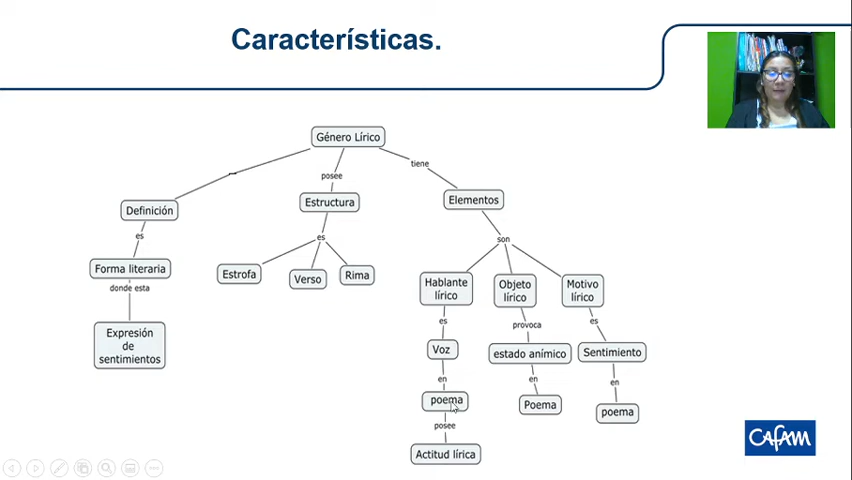 Características.
Género Lírico
posee
tiene
Definición
Estructura
Elementos
es
es
son
Forma literaria
donde esta
Estrofa
Verso
Rima
Hablante
lírico
Objeto
lírico
Motivo
lírico
Expresión
de
sentimientos
es
provoca
es
Voz
estado anímico
Sentimiento
en
en
en
poema
Poema
poema
posee
Actitud lírica
CAFAM